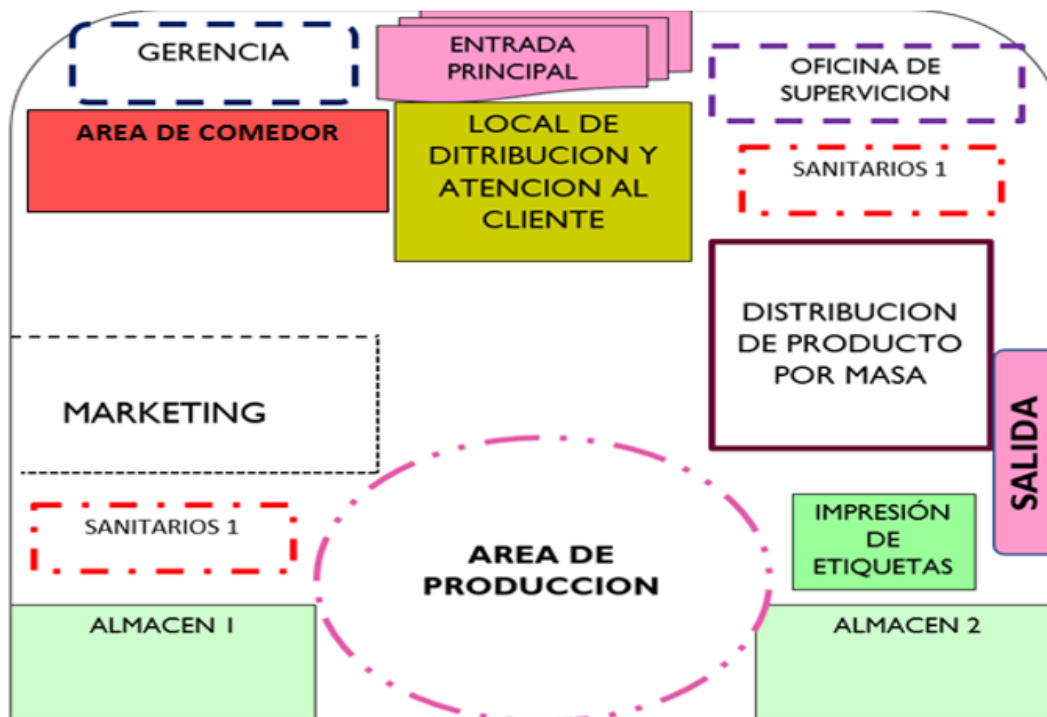 GERENCIA
ENTRADA
PRINCIPAL
OFICINA DE
SUPERVICION
AREA DE COMEDOR
LOCAL DE
DITRIBUCION Y
ATENCION AL
CLIENTE
SANITARIOS 1
DISTRIBUCION
DE PRODUCTO
POR MASA
SALIDA
MARKETING
SANITARIOS 1
AREA DE
PRODUCCION
IMPRESIÓN
DE
ETIQUETAS
ALMACEN 1
ALMACEN 2